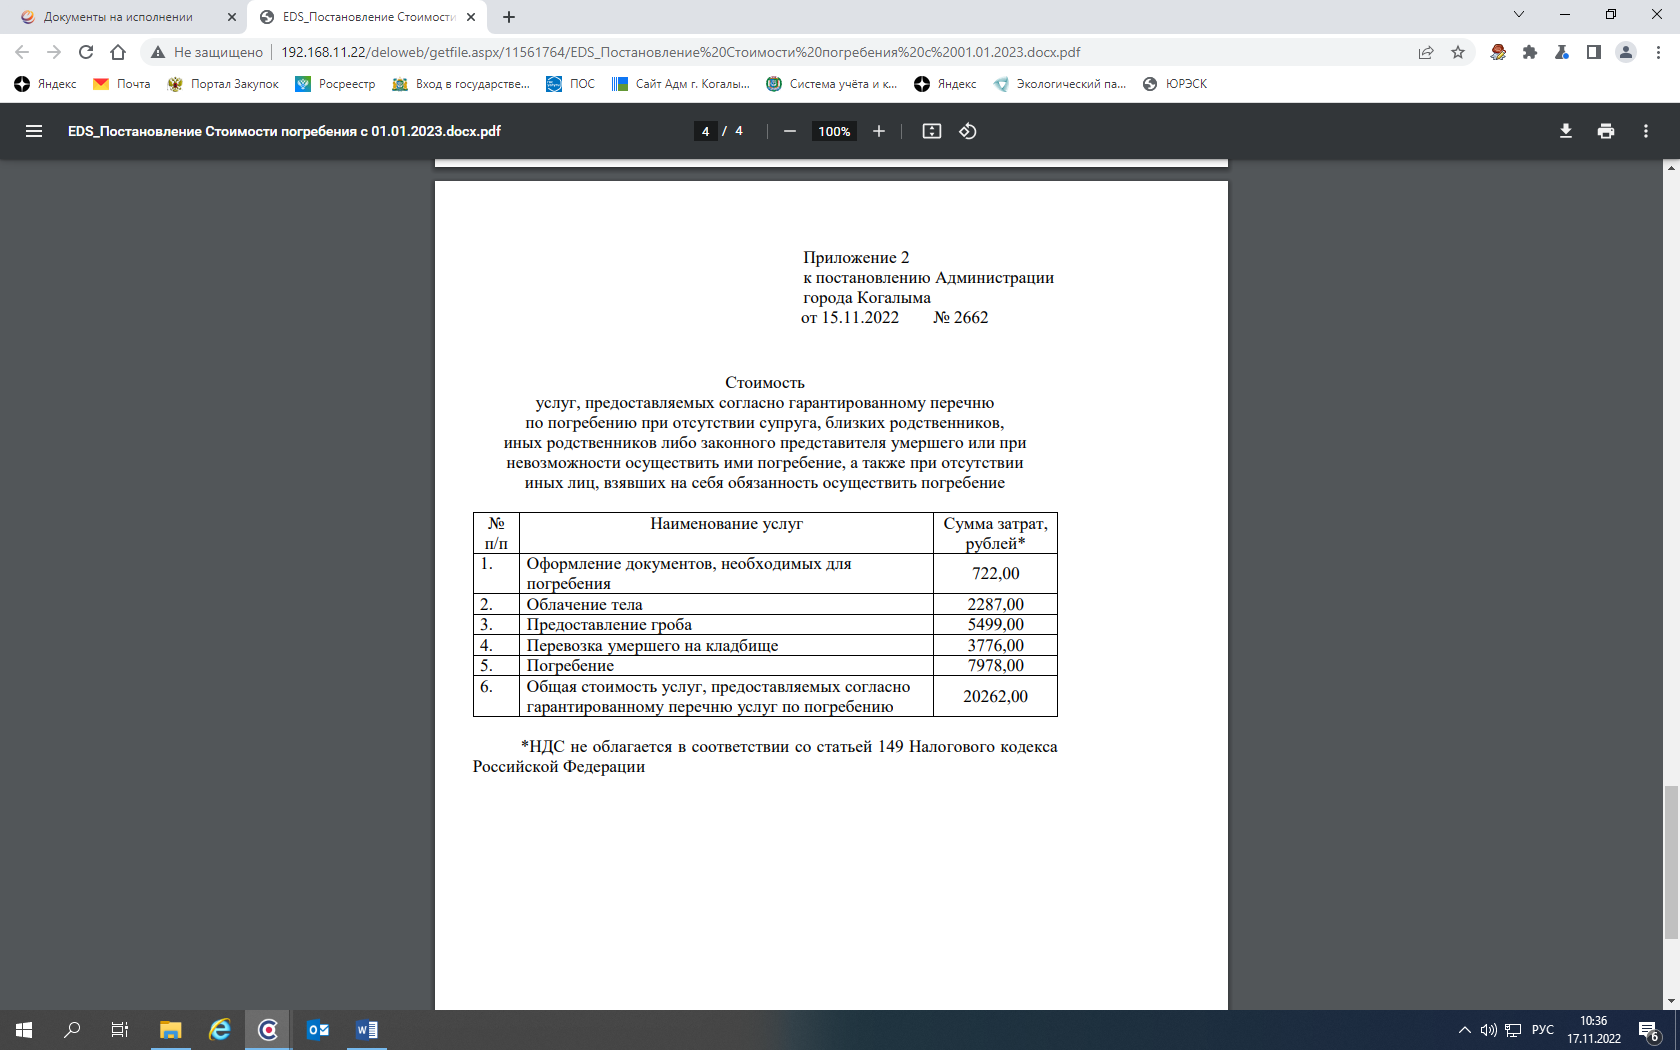 Документы на исполнении
EDS_Постановление Стоимости
Не защищено
192.168.11.22/deloweb/getfile.aspx/11561764/EDS_Постановление%20Стоимости%20погребения%20с%2001.01.2023.docx.pdf
Яндекс
Почта
Портал Закупок
Росреестр
Вход в государстве...
ПОС
Сайт Адм г. Когалы...
Система учёта и к...
Яндекс
Экологический па...
ЮРЭСК
EDS_Постановление Стоимости погребения с 01.01.2023.docx.pdf
4 / 4
100%
Приложение 2
к постановлению Администрации
города Когалыма
от 15.11.2022 № 2662
Стоимость
услуг, предоставляемых согласно гарантированному перечню
по погребению при отсутствии супруга, близких родственников,
иных родственников либо законного представителя умершего или при
невозможности осуществить ими погребение, а также при отсутствии
иных лиц, взявших на себя обязанность осуществить погребение
№ Наименование услуг Сумма затрат,
п/п рублей*
1. Оформление документов, необходимых для
погребения 722,00
2. Облачение тела 2287,00
3. Предоставление гроба 5499,00
4. Перевозка умершего на кладбище 3776,00
5. Погребение 7978,00
6. Общая стоимость услуг, предоставляемых согласно
гарантированному перечню услуг по погребению 20262,00
*НДС не облагается в соответствии со статьей 149 Налогового кодекса
Российской Федерации
РУС
10:36
17.11.2022
6